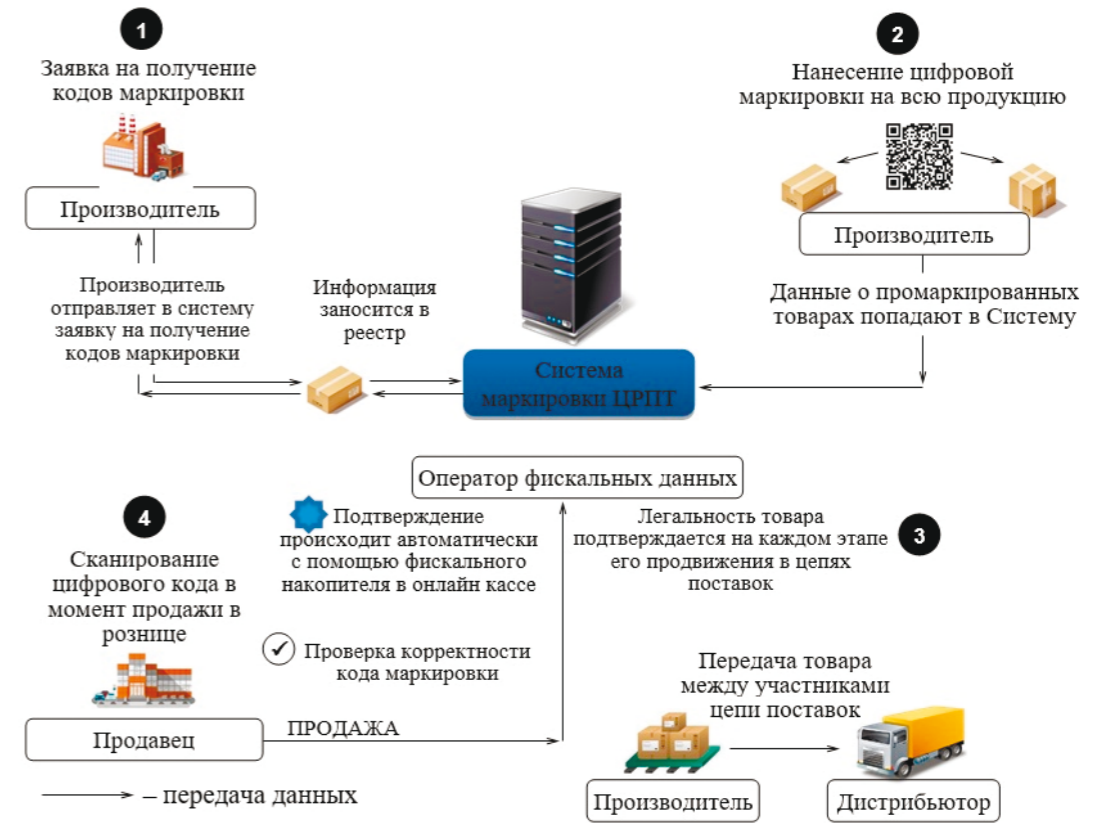 1
Заявка на получение
кодов маркировки
Производитель
Производитель
отправляет в систему
заявку на получение
кодов маркировки
Информация
заносится в
реестр
Система
маркировки ЦРПТ
2
Нанесение цифровой
маркировки на всю продукцию
Производитель
Данные о промаркированных
товарах попадают в Систему
Оператор фискальных данных
4
Сканирование
цифрового кода в
момент продажи в
рознице
Продавец
Подтверждение
происходит автоматически
с помощью фискального
накопителя в онлайн кассе
Проверка корректности
кода маркировки
ПРОДАЖА
3
Легальность товара
подтверждается на каждом этапе
его продвижения в цепях
поставок
Передача товара
между участниками
цепи поставок
Производитель
Дистрибьютор
– передача данных